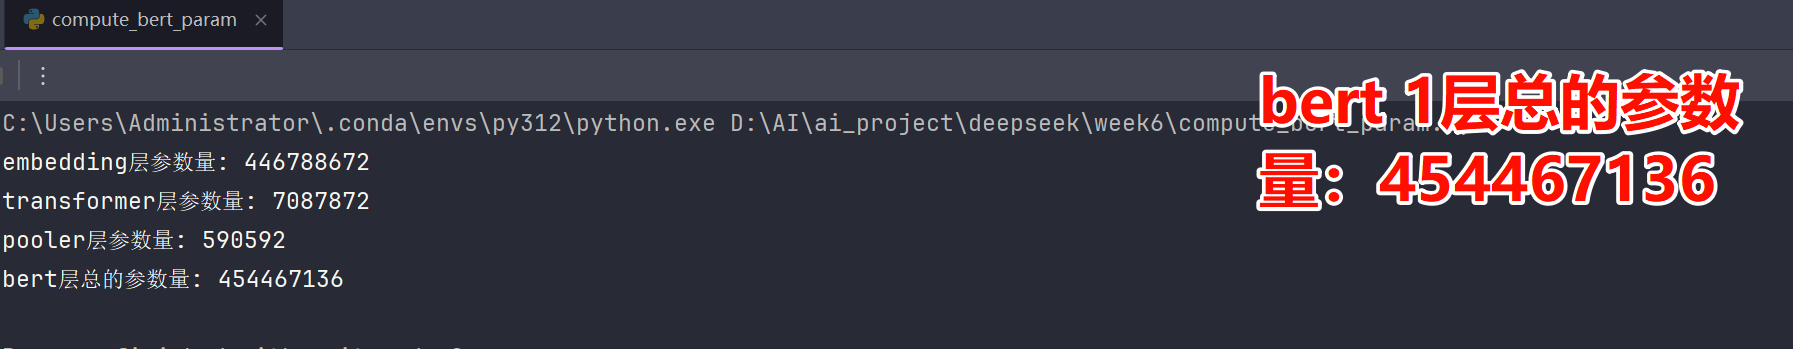 compute_bert_param
C:\Users\Administrator\.conda\envs\py312\python.exe D:\AI\ai_project\deepseek\week6\compute_bert_param.
embedding层参数量: 446788672
transformer层参数量: 7087872
pooler层参数量: 590592
bert层总的参数量: 454467136
bert 1层总的参数
量：454467136